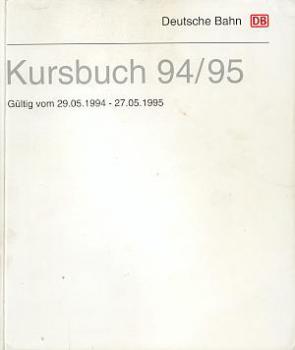 Deutsche Bahn DB
Kursbuch 94/95
Gültig vom 29.05.1994 - 27.05.1995